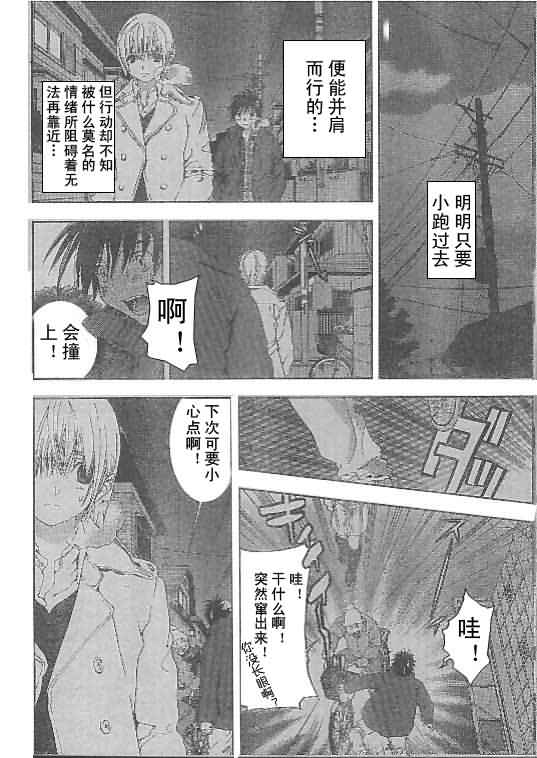 明明只要
小跑过去
便能并肩
而行的…
但行动却不知
被什么莫名的
情绪所阻碍着无
法再靠近…
啊！
会撞
上！
ダダ
哇！
哇！
干什么啊！
突然窜出来！
你没长眼啊？
下次可要小
心点啊！